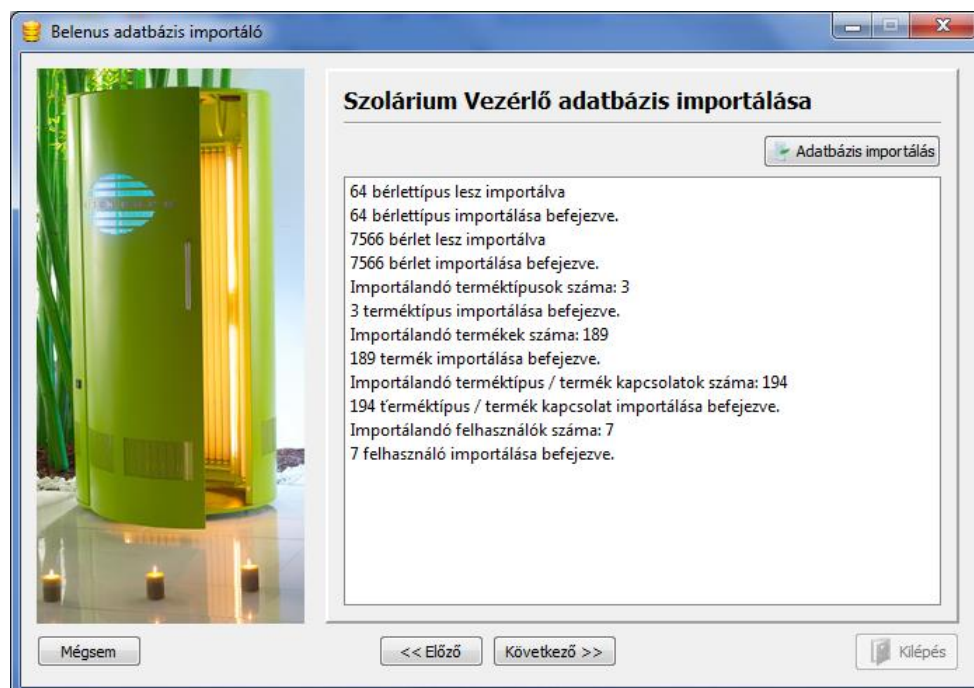 Belenus adatbázis importáló
Szolárium Vezérlő adatbázis importálása
Adatbázis importálás
64 bérlettípus lesz importálva
64 bérlettípus importálása befejezve.
7566 bérlet lesz importálva
7566 bérlet importálása befejezve.
Importálandó terméktípusok száma: 3
3 terméktípus importálása befejezve.
Importálandó termékek száma: 189
189 termék importálása befejezve.
Importálandó terméktípus / termék kapcsolatok száma: 194
194 ťerméktípus / termék kapcsolat importálása befejezve.
Importálandó felhasználók száma: 7
7 felhasználó importálása befejezve.
Mégsem
<< Előző
Következő >>
Kilépés